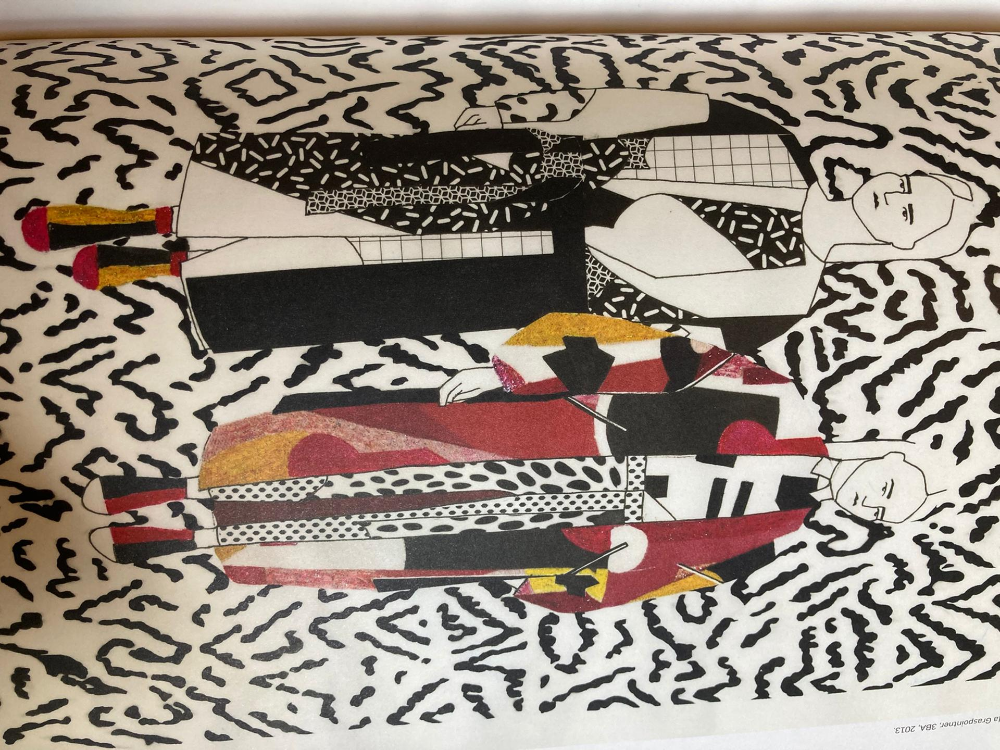 la Graspointner, 3BA, 2013.